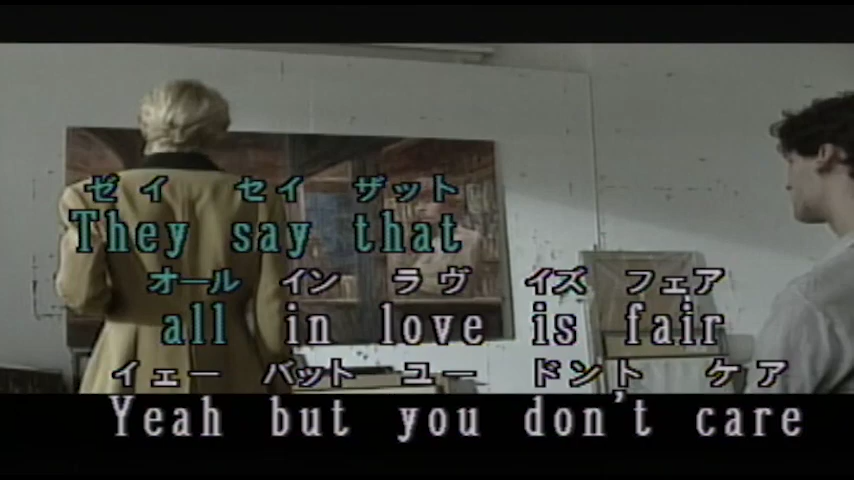 ゼイ セイ ザット
They say that
オール イン ラヴ イズ フェア
all in love is fair
イェー バット ユー ドント ケア
Yeah but you don't care